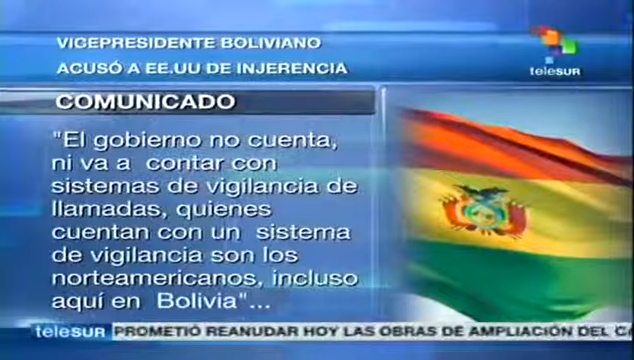 VICEPRESIDENTE BOLIVIANO
ACUSÓ A EE.UU DE INJERENCIA
teleSUR
COMUNICADO
"El gobierno no cuenta,
ni va a contar con
sistemas de vigilancia de
llamadas, quienes
cuentan con un sistema
de vigilancia son los
norteamericanos, incluso
aquí en Bolivia"...
teleSUR PROMETIÓ REANUDAR HOY LAS OBRAS DE AMPLIACIÓN DEL